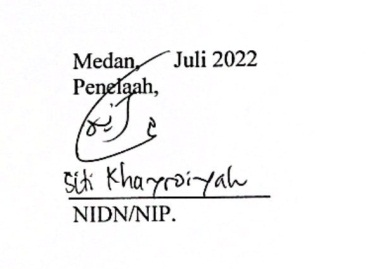 Medan, Juli 2022
Penelaah,
Siti Khayroiyah
NIDN/NIP.